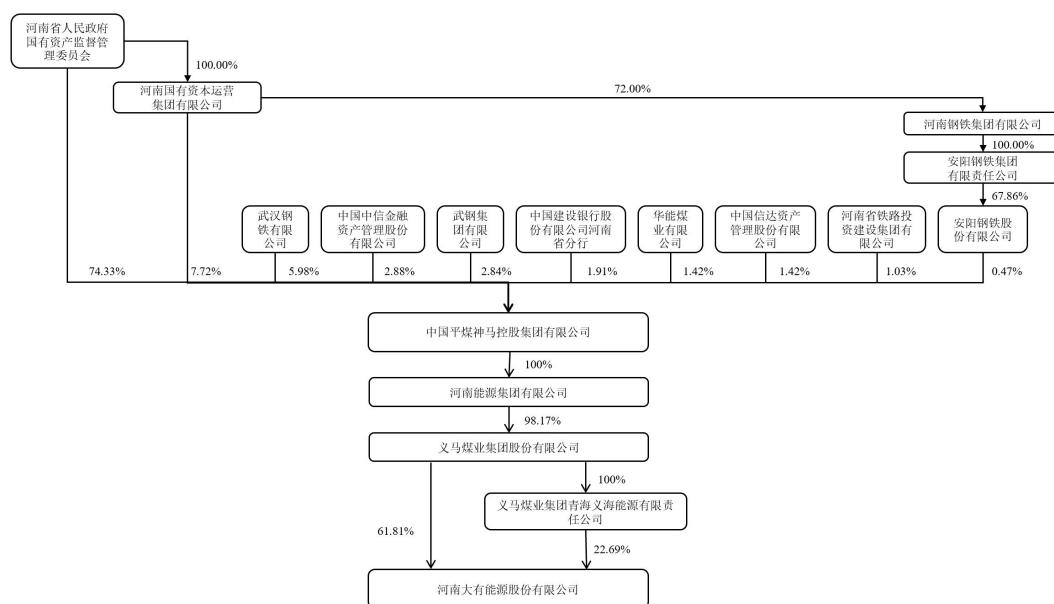 河南省人民政府
国有资产监督管
理委员会
100.00%
河南国有资本运营
集团有限公司
72.00%
河南钢铁集团有限公司
100.00%
安阳钢铁集团
有限责任公司
67.86%
武汉钢
铁有限
公司
中国中信金融
资产管理股份
有限公司
武钢集
团有限
公司
中国建设银行股
份有限公司河南
省分行
华能煤
业有限
公司
中国信达资产
管理股份有限
公司
河南省铁路投
资建设集团有
限公司
安阳钢铁股
份有限公司
74.33%
7.72%
5.98%
2.88%
2.84%
1.91%
1.42%
1.42%
1.03%
0.47%
中国平煤神马控股集团有限公司
100%
河南能源集团有限公司
98.17%
义马煤业集团股份有限公司
100%
义马煤业集团青海义海能源有限责
任公司
61.81%
22.69%
河南大有能源股份有限公司